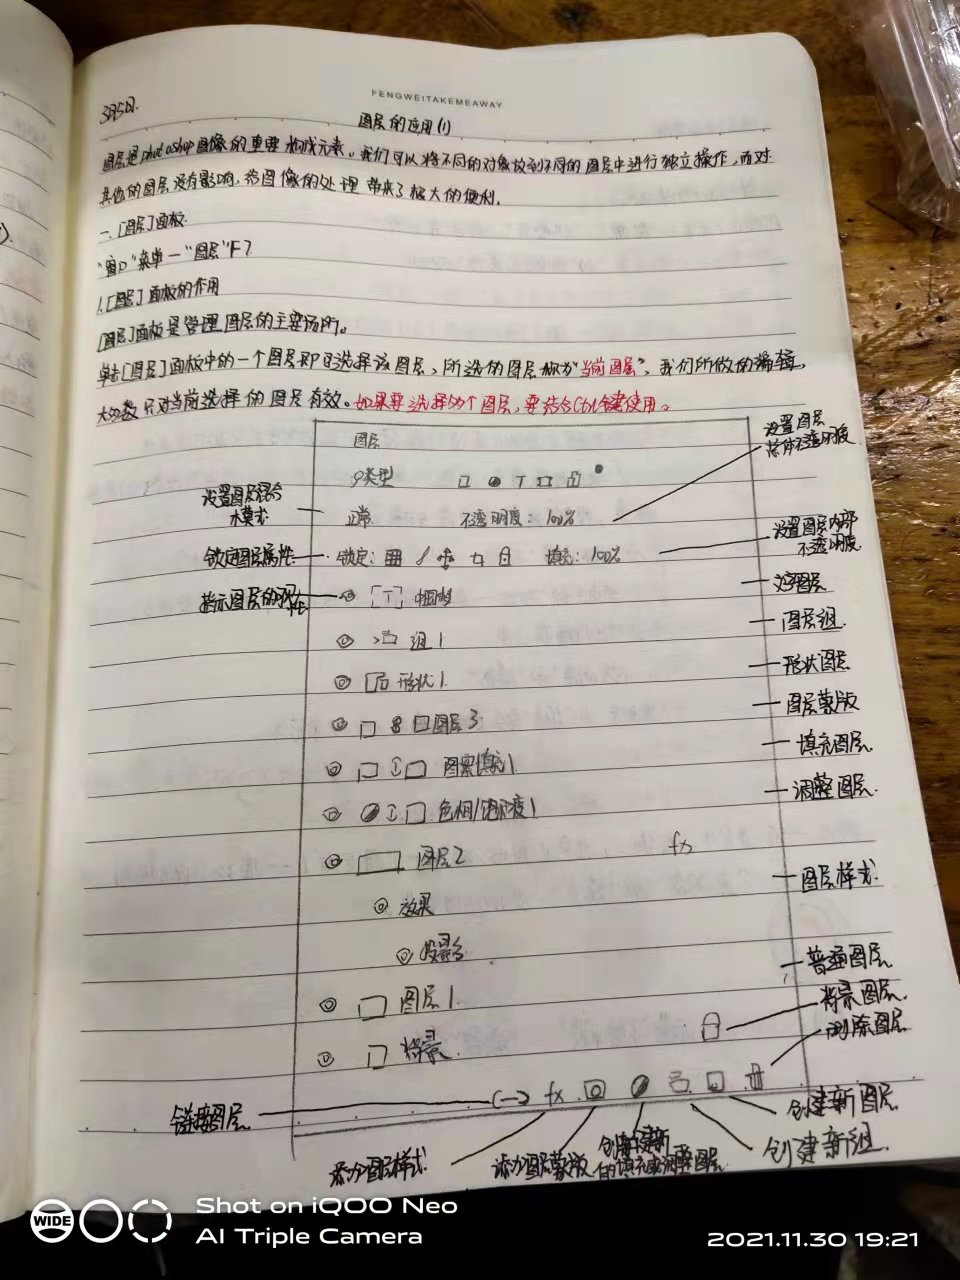 FENGWEITAKEMEAWAY
3月5日.
图层的应用(1)
图层是photoshop图像的重要构成元素。我们可以将不同的对象放到不同的图层中进行独立操作,而对
其他的图层没有影响,给图像的处理带来了极大的便利.
一.[图层]面板.
"窗口"菜单一"图层"F7
1.[图层]面板的作用
[图层]面板是管理图层的主要场所。
单击[图层]面板中的一个图层即可选择该图层,所选的图层称为"当前图层",我们所做的编辑,
大多数只对当前选择的图层有效。如果要选择多个图层,要结合Ctrl键使用。
图层
设置图层
总体不透明度
ρ类型 T
设置图层混合
模式
正常. 不透明度:100%
设置图层内部
不透明度
锁定图层属性 锁定: 填充:100%
指示图层的可见性 T 中国梦 文字图层
组1 图层组
形状1 形状图层
图层3 图层蒙版
图案填充1 填充图层
色相/饱和度1 调整图层
图层2 fx
效果 图层样式
投影
图层1 普通图层
背景 背景图层
删除图层
链接图层 fx 创建新图层
添加图层样式 添加图层蒙版 创建新的填充或调整图层 创建新组
WIDE
Shot on iQOO Neo
AI Triple Camera
2021.11.30 19:21